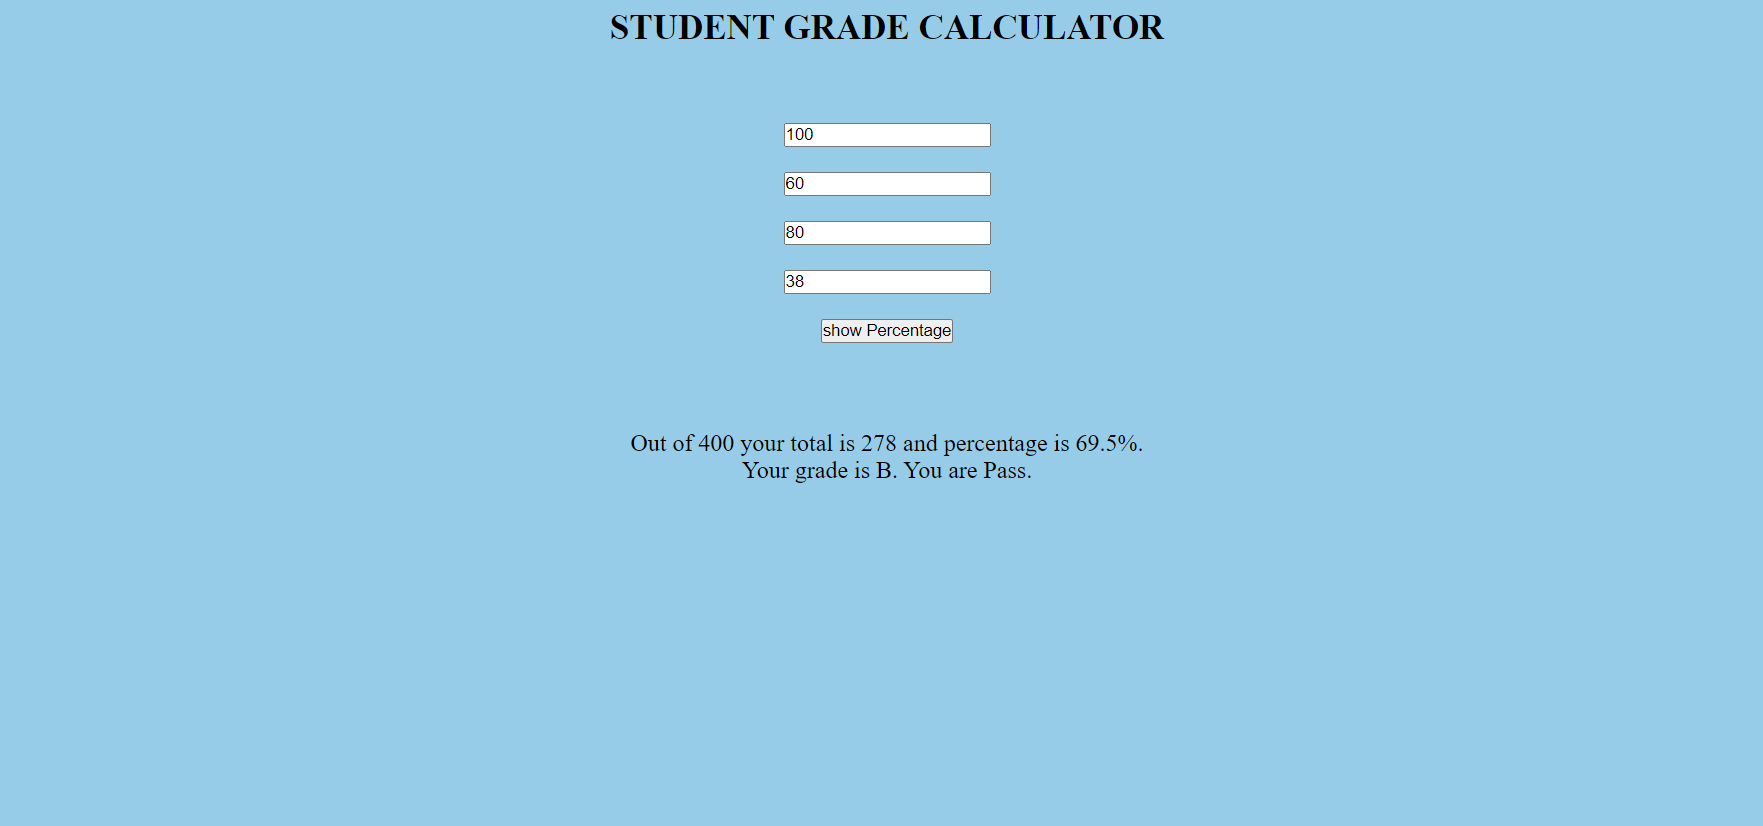 STUDENT GRADE CALCULATOR
100
60
80
38
show Percentage
Out of 400 your total is 278 and percentage is 69.5%.
Your grade is B. You are Pass.